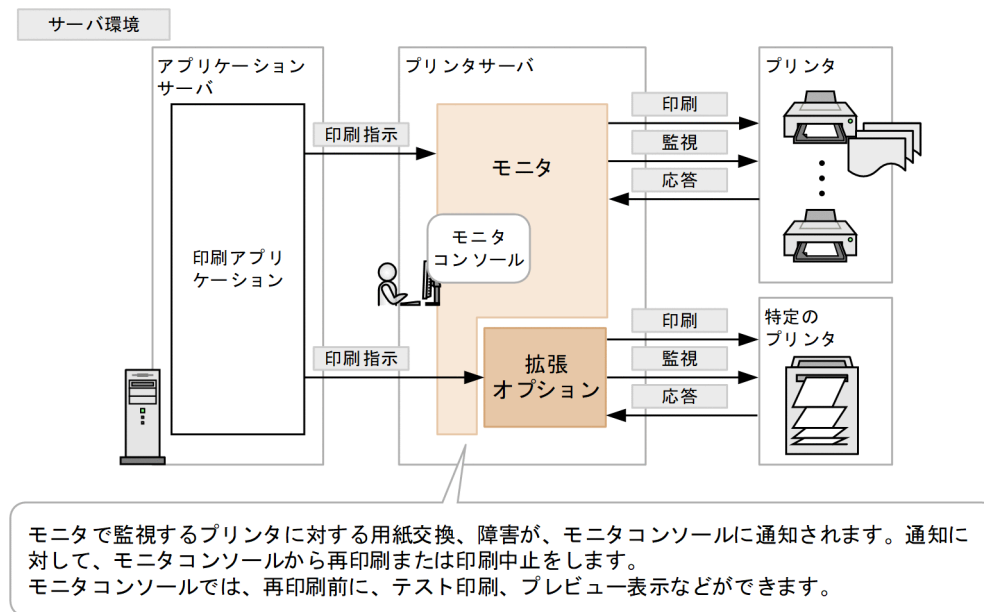 サーバ環境
アプリケーション
サーバ
印刷アプリ
ケーション
印刷指示
印刷指示
プリンタサーバ
モニタ
モニタ
コンソール
拡張
オプション
印刷
監視
応答
印刷
監視
応答
プリンタ
特定の
プリンタ
モニタで監視するプリンタに対する用紙交換、障害が、モニタコンソールに通知されます。通知に
対して、モニタコンソールから再印刷または印刷中止をします。
モニタコンソールでは、再印刷前に、テスト印刷、プレビュー表示などができます。